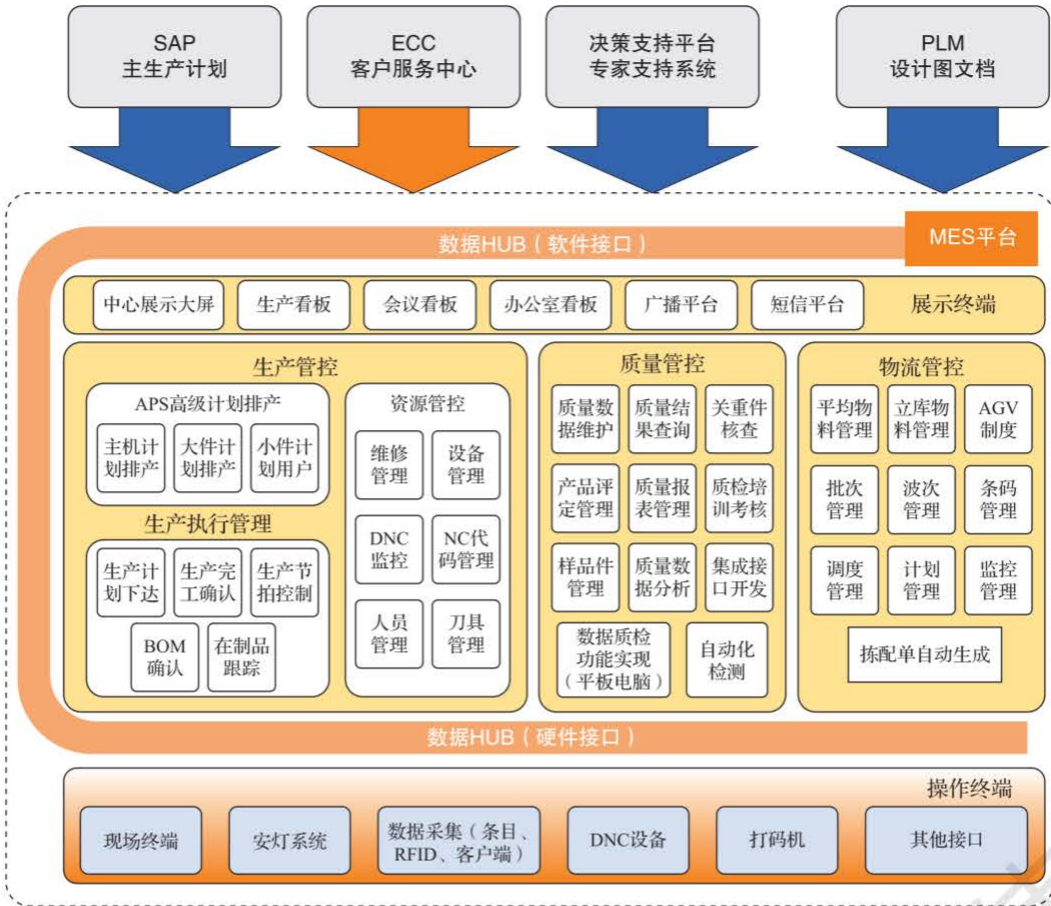 SAP
主生产计划
ECC
客户服务中心
决策支持平台
专家支持系统
PLM
设计图文档
MES平台
数据HUB（软件接口）
中心展示大屏
生产看板
会议看板
办公室看板
广播平台
短信平台
展示终端
生产管控
APS高级计划排产
主机计
划排产
大件计
划排产
小件计
划用户
生产执行管理
生产计
划下达
生产完
工确认
生产节
拍控制
BOM
确认
在制品
跟踪
资源管控
维修
管理
设备
管理
DNC
监控
NC代
码管理
人员
管理
刀具
管理
质量管控
质量数
据维护
质量结
果查询
关重件
核查
产品评
定管理
质量报
表管理
质检培
训考核
样品件
管理
质量数
据分析
集成接
口开发
数据质检
功能实现
（平板电脑）
自动化
检测
物流管控
平均物
料管理
立库物
料管理
AGV
制度
批次
管理
波次
管理
条码
管理
调度
管理
计划
管理
监控
管理
拣配单自动生成
数据HUB（硬件接口）
操作终端
现场终端
安灯系统
数据采集（条目、
RFID、客户端）
DNC设备
打码机
其他接口